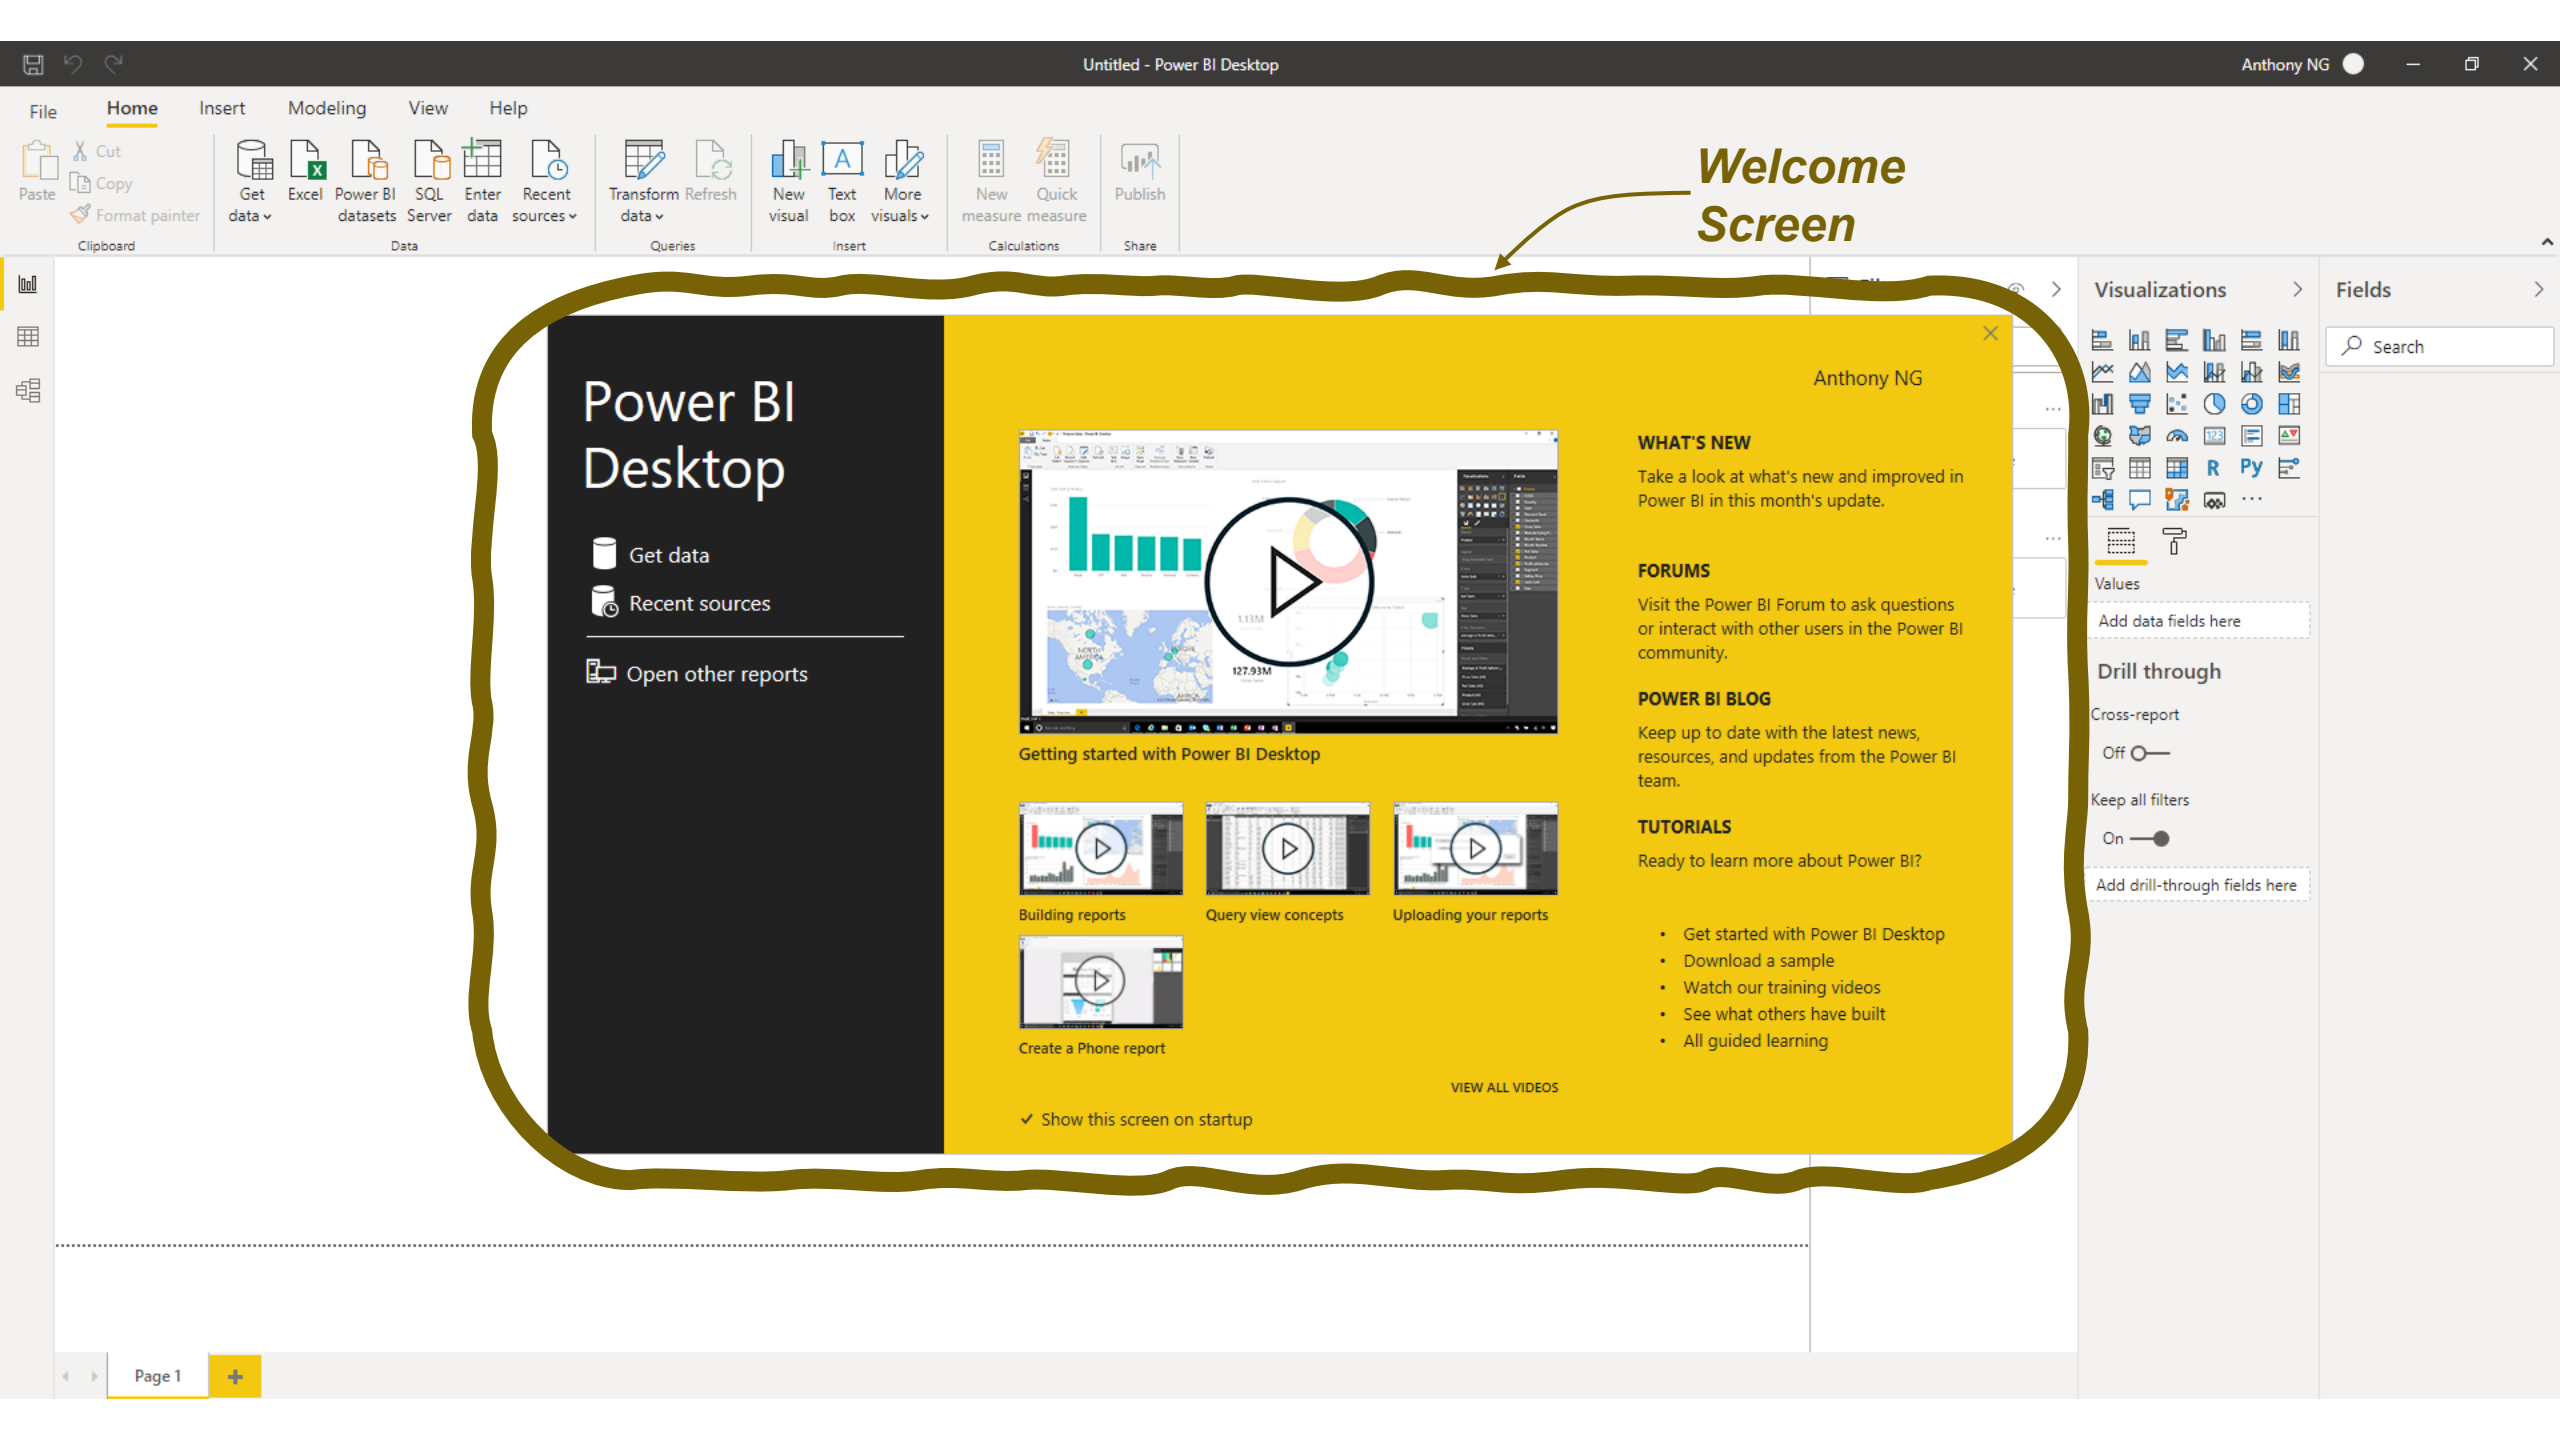 Untitled - Power BI Desktop
Anthony NG
File Home Insert Modeling View Help
Paste
Cut
Copy
Format painter
Clipboard
Get data
Excel
Power BI datasets
SQL Server
Enter data
Recent sources
Data
Transform data
Refresh
Queries
New visual
Text box
More visuals
Insert
New measure
Quick measure
Calculations
Publish
Share
Welcome
Screen
Power BI
Desktop
Get data
Recent sources
Open other reports
Anthony NG
1.13M
127.93M
NORTH AMERICA
Getting started with Power BI Desktop
Building reports
Query view concepts
Uploading your reports
Create a Phone report
VIEW ALL VIDEOS
Show this screen on startup
WHAT'S NEW
Take a look at what's new and improved in
Power BI in this month's update.
FORUMS
Visit the Power BI Forum to ask questions
or interact with other users in the Power BI
community.
POWER BI BLOG
Keep up to date with the latest news,
resources, and updates from the Power BI
team.
TUTORIALS
Ready to learn more about Power BI?
• Get started with Power BI Desktop
• Download a sample
• Watch our training videos
• See what others have built
• All guided learning
Visualizations
123
R
Py
Values
Add data fields here
Drill through
Cross-report
Off
Keep all filters
On
Add drill-through fields here
Fields
Search
Page 1